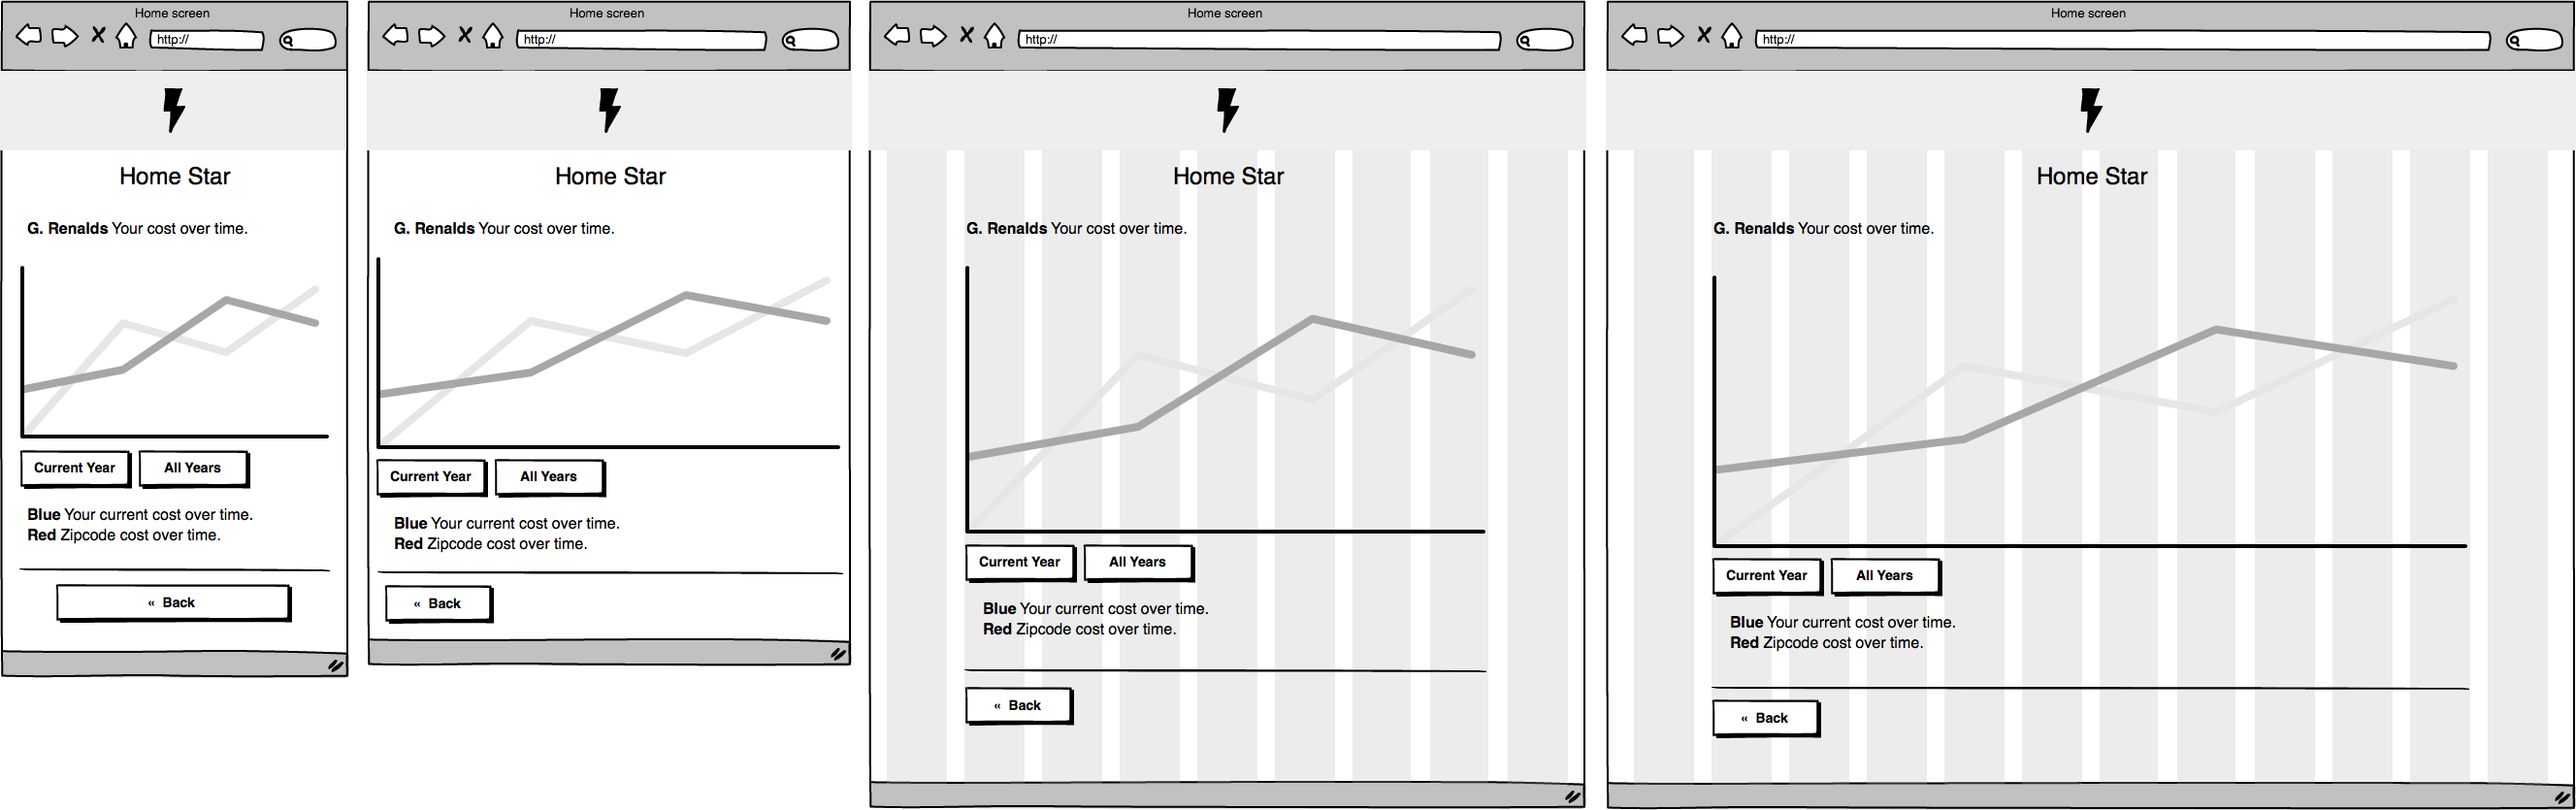 Home screen
http://
Home Star
G. Renalds Your cost over time.
Current Year All Years
Blue Your current cost over time.
Red Zipcode cost over time.
« Back
Home screen
http://
Home Star
G. Renalds Your cost over time.
Current Year All Years
Blue Your current cost over time.
Red Zipcode cost over time.
« Back
Home screen
http://
Home Star
G. Renalds Your cost over time.
Current Year All Years
Blue Your current cost over time.
Red Zipcode cost over time.
« Back
Home screen
http://
Home Star
G. Renalds Your cost over time.
Current Year All Years
Blue Your current cost over time.
Red Zipcode cost over time.
« Back